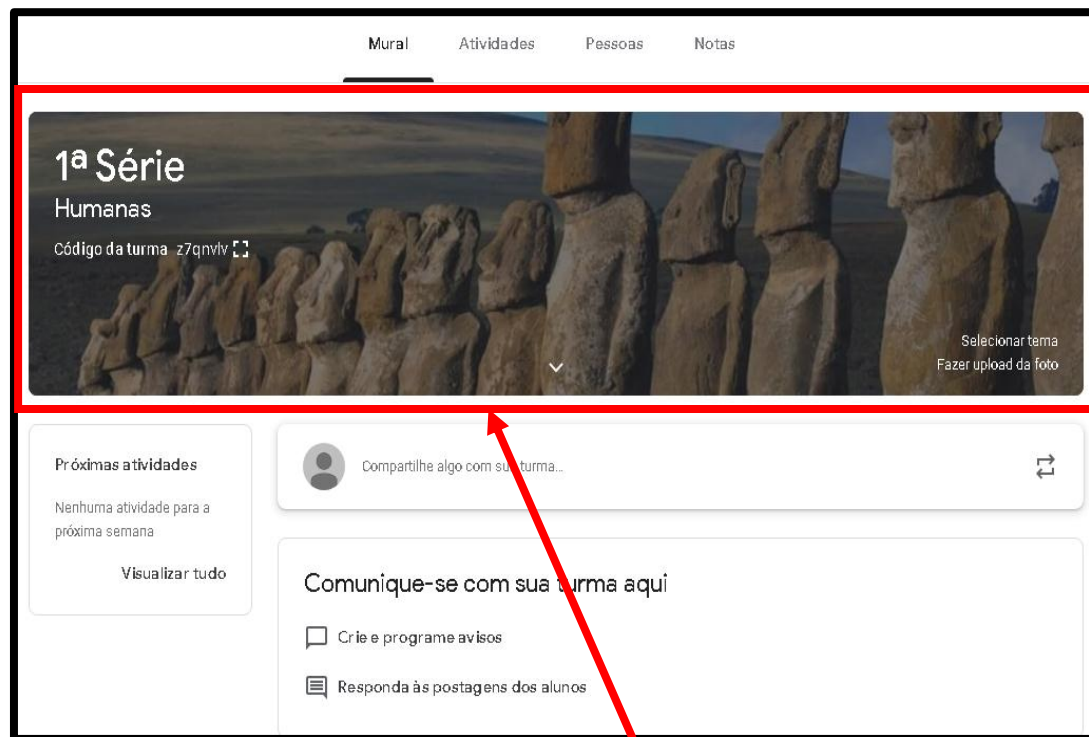 Mural Atividades Pessoas Notas
1ª Série
Humanas
Código da turma z7qnvlv
Selecionar tema
Fazer upload da foto
Próximas atividades
Nenhuma atividade para a
próxima semana
Visualizar tudo
Compartilhe algo com sua turma...
Comunique-se com sua turma aqui
Crie e programe avisos
Responda às postagens dos alunos